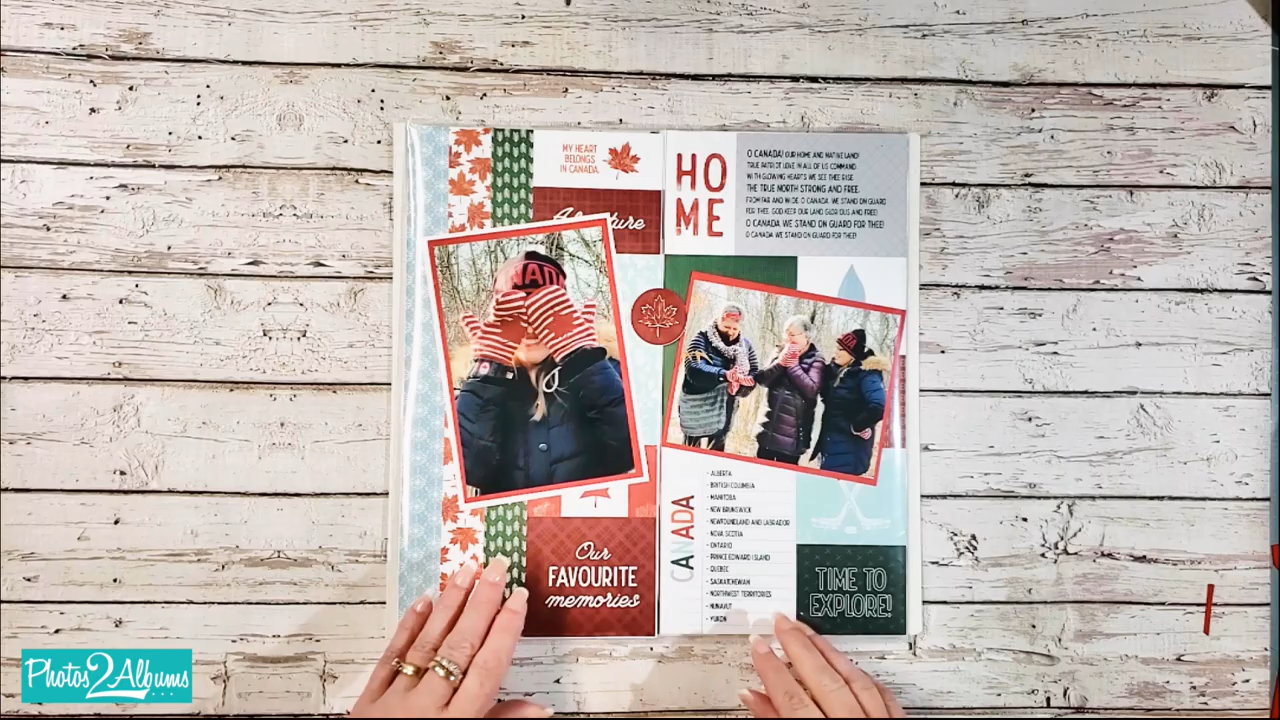 MY HEART
BELONGS
IN CANADA
Adventure
HO
ME
O CANADA! OUR HOME AND NATIVE LAND!
TRUE PATRIOT LOVE IN ALL OF US COMMAND.
WITH GLOWING HEARTS WE SEE THEE RISE
THE TRUE NORTH STRONG AND FREE.
FROM FAR AND WIDE, O CANADA, WE STAND ON GUARD
FOR THEE. GOD KEEP OUR LAND GLORIOUS AND FREE!
O CANADA, WE STAND ON GUARD FOR THEE!
O CANADA WE STAND ON GUARD FOR THEE!
CANADA
- ALBERTA
- BRITISH COLUMBIA
- MANITOBA
- NEW BRUNSWICK
- NEWFOUNDLAND AND LABRADOR
- NOVA SCOTIA
- ONTARIO
- PRINCE EDWARD ISLAND
- QUEBEC
- SASKATCHEWAN
- NORTHWEST TERRITORIES
- NUNAVUT
- YUKON
Our
FAVOURITE
memories
TIME TO
EXPLORE!
Photos2Albums